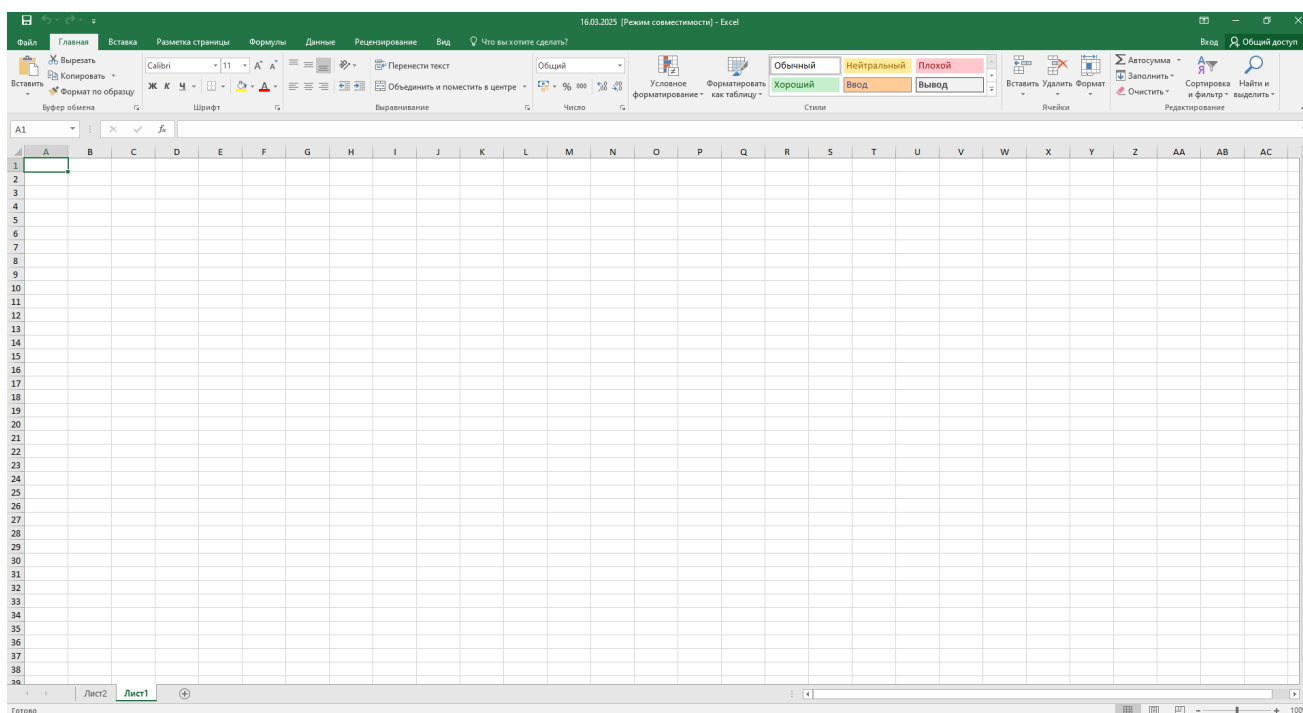 16.03.2025 [Режим совместимости] - Excel
Файл Главная Вставка Разметка страницы Формулы Данные Рецензирование Вид Что вы хотите сделать? Вход Общий доступ
Вставить
Вырезать
Копировать
Формат по образцу
Буфер обмена
Calibri 11
Ж К Ч
Шрифт
Перенести текст
Объединить и поместить в центре
Выравнивание
Общий
% 000
Число
Условное форматирование
Форматировать как таблицу
Обычный Нейтральный Плохой
Хороший Ввод Вывод
Стили
Вставить Удалить Формат
Ячейки
Автосумма
Заполнить
Очистить
Сортировка и фильтр
Найти и выделить
Редактирование
A1 fx
A B C D E F G H I J K L M N O P Q R S T U V W X Y Z AA AB AC
1
2
3
4
5
6
7
8
9
10
11
12
13
14
15
16
17
18
19
20
21
22
23
24
25
26
27
28
29
30
31
32
33
34
35
36
37
38
39
Лист2 Лист1
Готово 100%